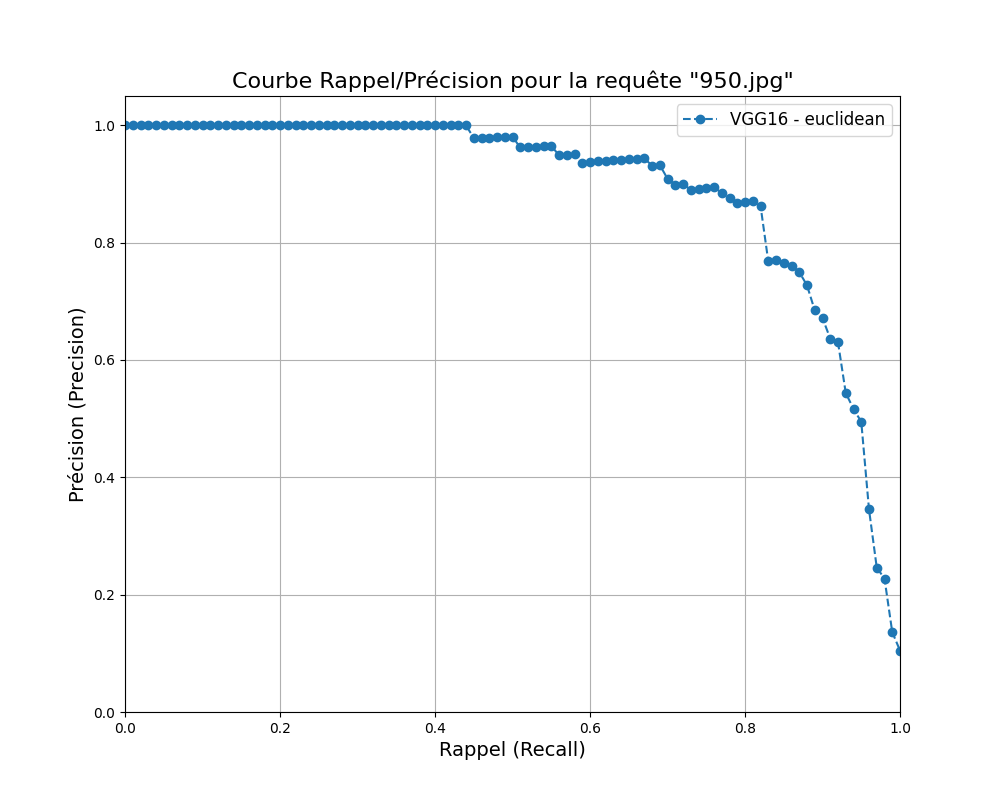 Courbe Rappel/Précision pour la requête "950.jpg"
VGG16 - euclidean
Précision (Precision)
1.0
0.8
0.6
0.4
0.2
0.0
0.0 0.2 0.4 0.6 0.8 1.0
Rappel (Recall)